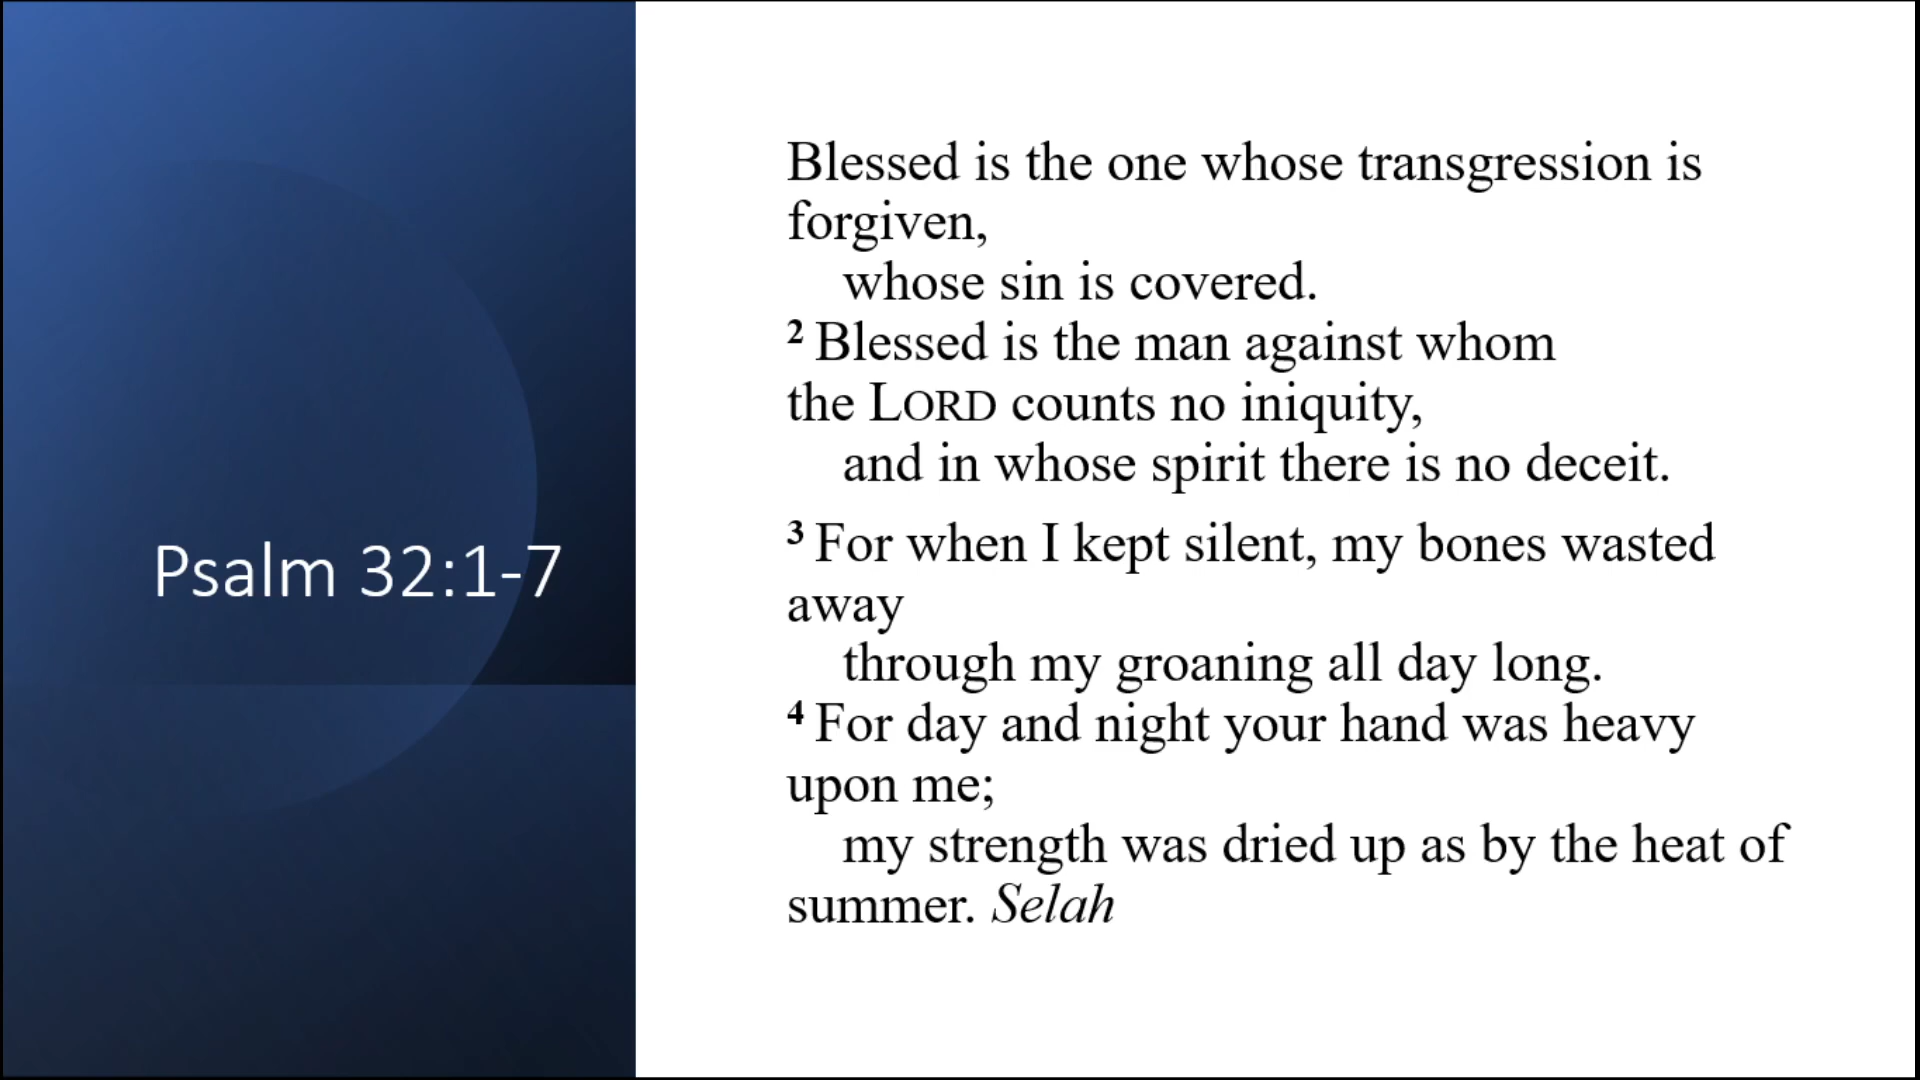 Psalm 32:1-7
Blessed is the one whose transgression is
forgiven,
whose sin is covered.
2 Blessed is the man against whom
the LORD counts no iniquity,
and in whose spirit there is no deceit.
3 For when I kept silent, my bones wasted
away
through my groaning all day long.
4 For day and night your hand was heavy
upon me;
my strength was dried up as by the heat of
summer. Selah